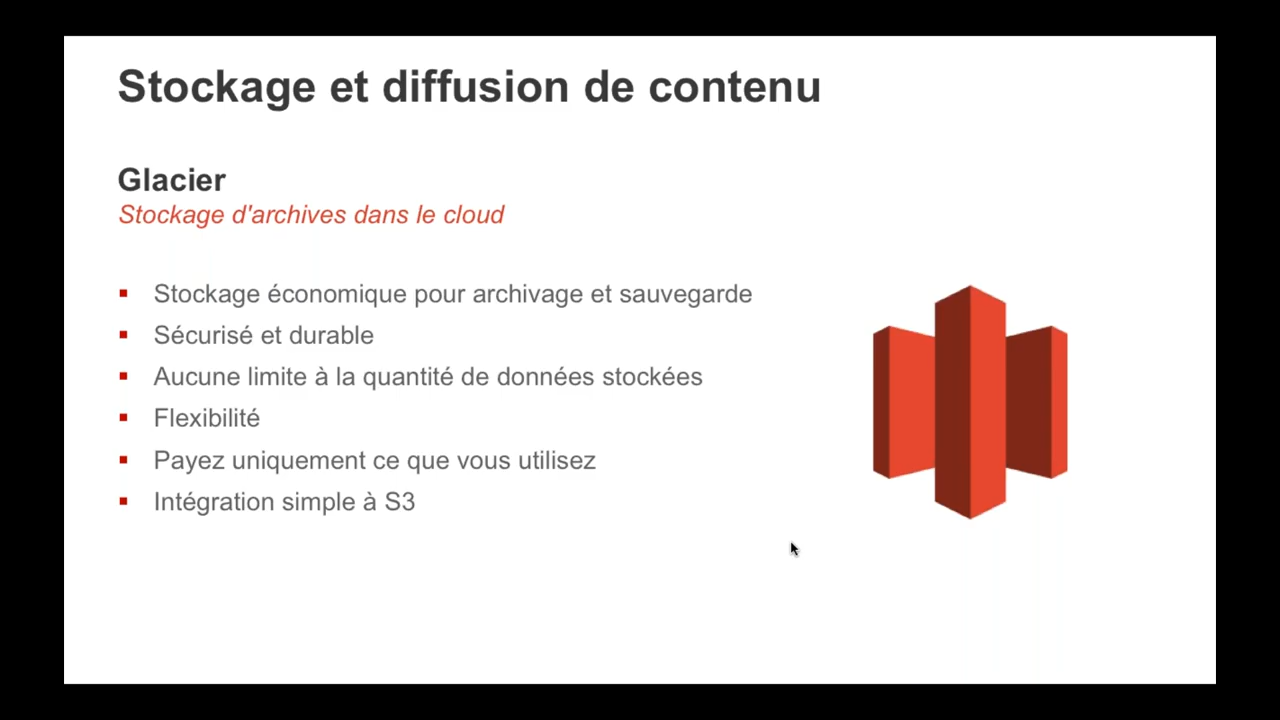 Stockage et diffusion de contenu
Glacier
Stockage d'archives dans le cloud
Stockage économique pour archivage et sauvegarde
Sécurisé et durable
Aucune limite à la quantité de données stockées
Flexibilité
Payez uniquement ce que vous utilisez
Intégration simple à S3